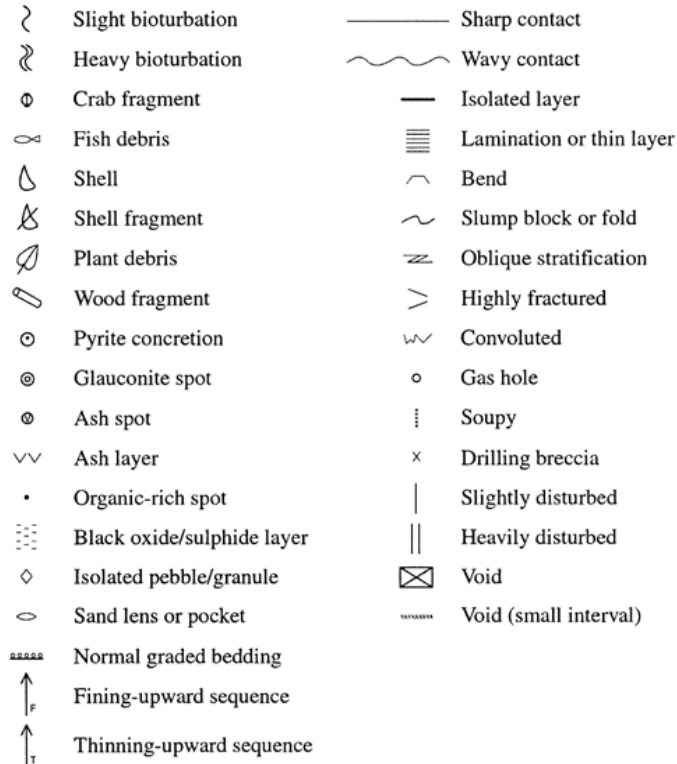 Slight bioturbation
Heavy bioturbation
Crab fragment
Fish debris
Shell
Shell fragment
Plant debris
Wood fragment
Pyrite concretion
Glauconite spot
Ash spot
Ash layer
Organic-rich spot
Black oxide/sulphide layer
Isolated pebble/granule
Sand lens or pocket
Normal graded bedding
F
Fining-upward sequence
T
Thinning-upward sequence
Sharp contact
Wavy contact
Isolated layer
Lamination or thin layer
Bend
Slump block or fold
Oblique stratification
Highly fractured
Convoluted
Gas hole
Soupy
x
Drilling breccia
Slightly disturbed
Heavily disturbed
Void
Void (small interval)